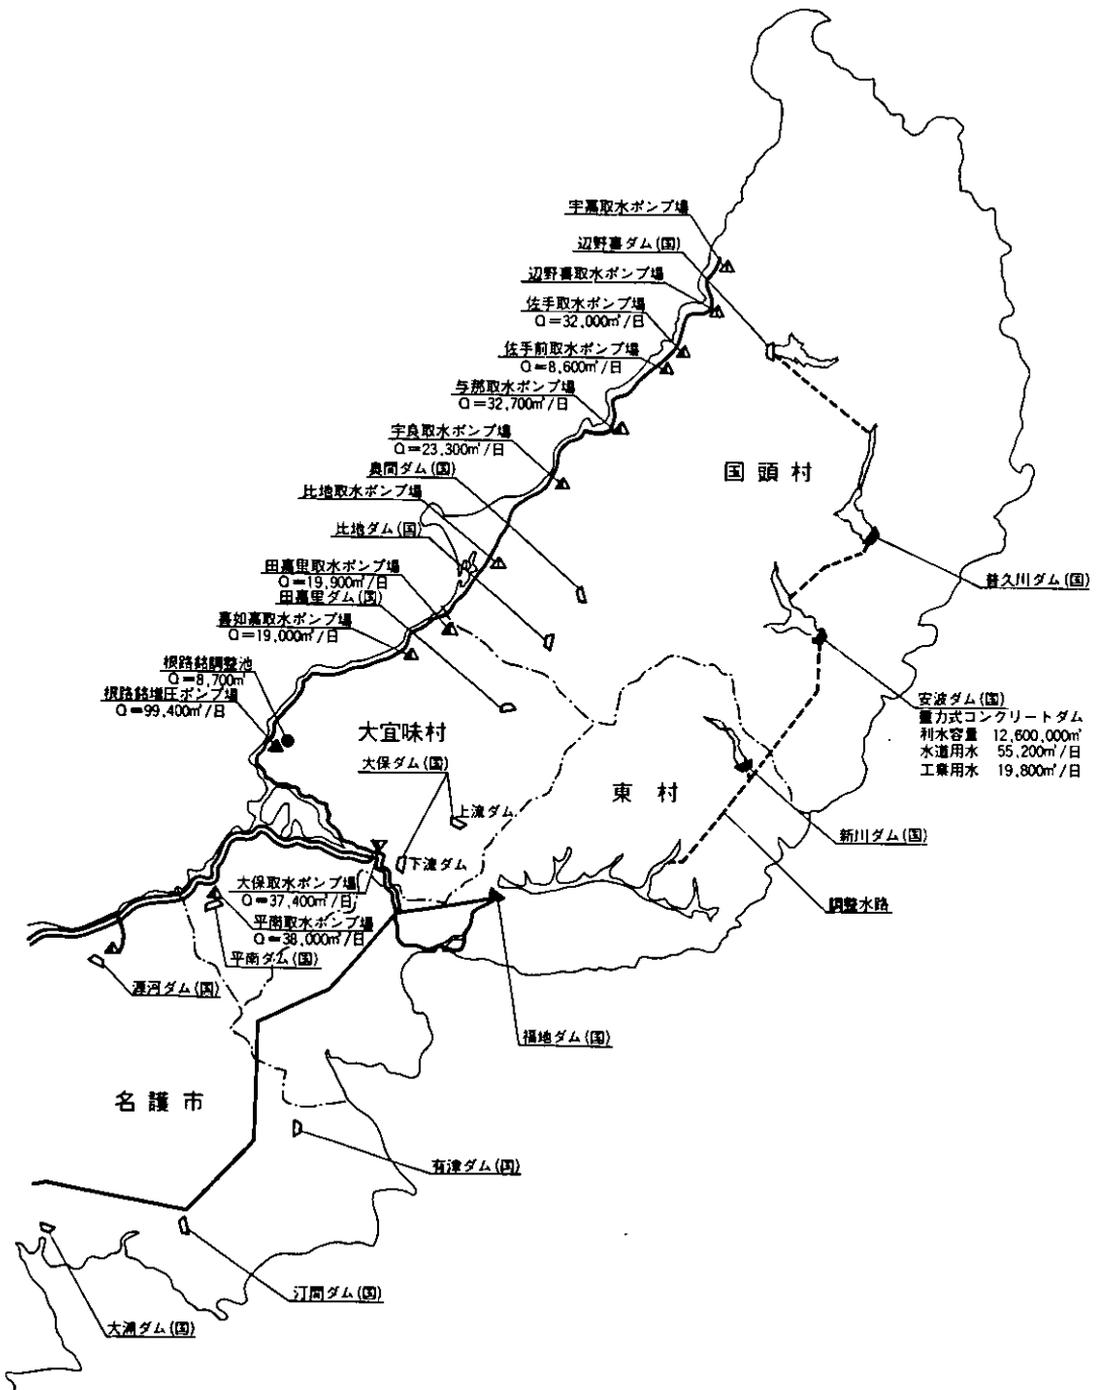 宇嘉取水ポンプ場
辺野喜ダム(国)
辺野喜取水ポンプ場
佐手取水ポンプ場
Q=32,000㎥/日
佐手前取水ポンプ場
Q=8,600㎥/日
与那取水ポンプ場
Q=32,700㎥/日
宇良取水ポンプ場
Q=23,300㎥/日
奥間ダム(国)
比地取水ポンプ場
比地ダム(国)
田嘉里取水ポンプ場
Q=19,900㎥/日
田嘉里ダム(国)
喜如嘉取水ポンプ場
Q=19,000㎥/日
根路銘調整池
Q=8,700㎥
根路銘増圧ポンプ場
Q=99,400㎥/日
国頭村
普久川ダム(国)
安波ダム(国)
重力式コンクリートダム
利水容量 12,600,000㎥
水道用水 55,200㎥/日
工業用水 19,800㎥/日
大宜味村
大保ダム(国)
上流ダム
下流ダム
東村
新川ダム(国)
調整水路
大保取水ポンプ場
Q=37,400㎥/日
平南取水ポンプ場
Q=38,000㎥/日
平南ダム(国)
源河ダム(国)
福地ダム(国)
名護市
有津ダム(国)
汀間ダム(国)
大浦ダム(国)